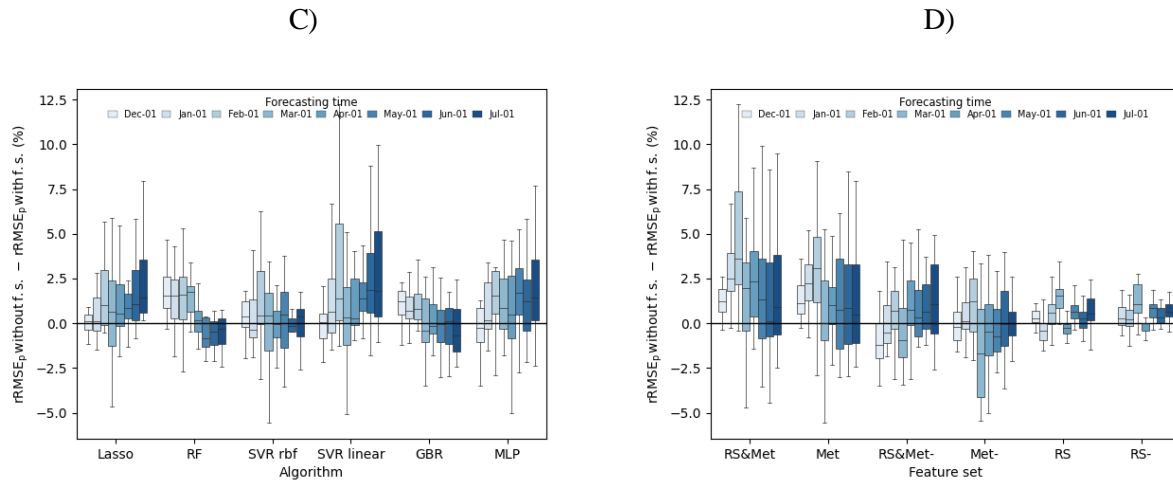 C)
D)
Forecasting time
Dec-01 Jan-01 Feb-01 Mar-01 Apr-01 May-01 Jun-01 Jul-01
12.5
10.0
7.5
5.0
2.5
0.0
−2.5
−5.0
rRMSEp without f. s. − rRMSEp with f. s. (%)
Lasso RF SVR rbf SVR linear GBR MLP
Algorithm
Forecasting time
Dec-01 Jan-01 Feb-01 Mar-01 Apr-01 May-01 Jun-01 Jul-01
12.5
10.0
7.5
5.0
2.5
0.0
−2.5
−5.0
rRMSEp without f. s. − rRMSEp with f. s. (%)
RS&Met Met RS&Met- Met- RS RS-
Feature set